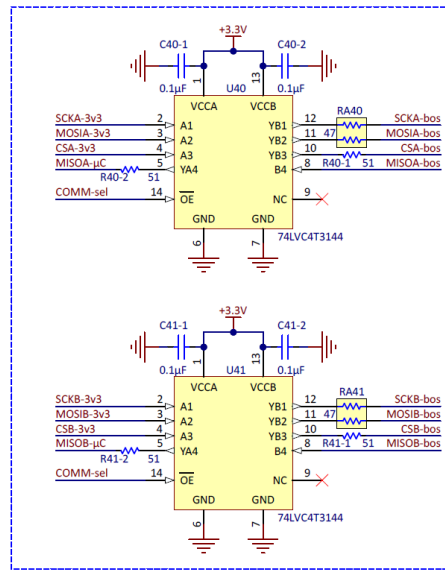 +3.3V
C40-1
C40-2
0.1µF
1
13
U40
0.1µF
VCCA
VCCB
RA40
SCKA-3v3
2
A1
YB1
12
SCKA-bos
MOSIA-3v3
3
A2
YB2
11
47
MOSIA-bos
CSA-3v3
4
A3
YB3
10
CSA-bos
MISOA-µC
5
YA4
B4
8
R40-1
51
MISOA-bos
R40-2
51
COMM-sel
14
OE
NC
9
GND
GND
6
7
74LVC4T3144
+3.3V
C41-1
C41-2
0.1µF
1
13
U41
0.1µF
VCCA
VCCB
RA41
SCKB-3v3
2
A1
YB1
12
SCKB-bos
MOSIB-3v3
3
A2
YB2
11
47
MOSIB-bos
CSB-3v3
4
A3
YB3
10
CSB-bos
MISOB-µC
5
YA4
B4
8
R41-1
51
MISOB-bos
R41-2
51
COMM-sel
14
OE
NC
9
GND
GND
6
7
74LVC4T3144